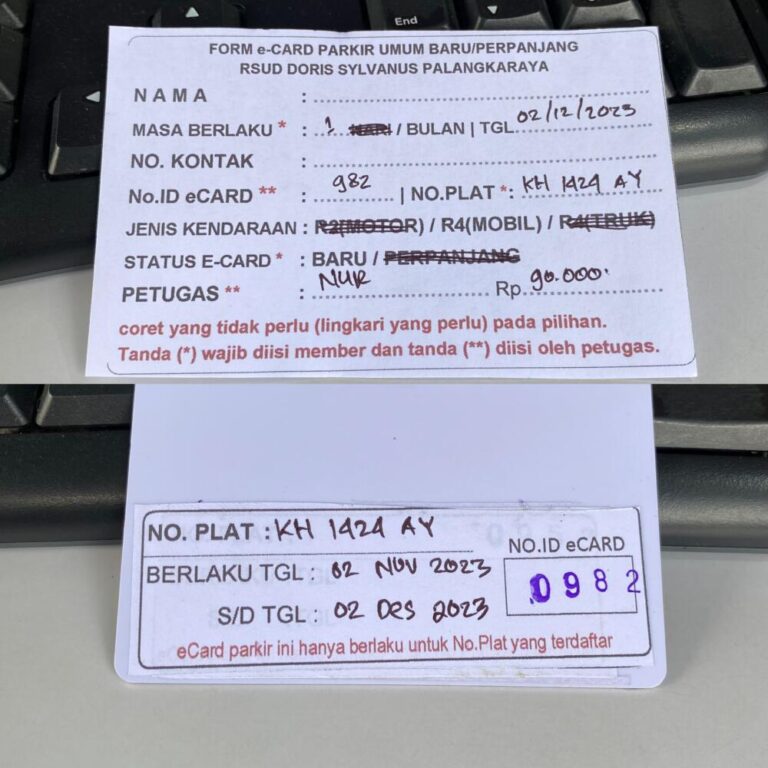 End
FORM e-CARD PARKIR UMUM BARU/PERPANJANG
RSUD DORIS SYLVANUS PALANGKARAYA
N A M A :
MASA BERLAKU * : 1 HARI / BULAN | TGL. 02/12/2023
NO. KONTAK :
No.ID eCARD ** : 982 | NO.PLAT *: KH 1424 AY
JENIS KENDARAAN : R2(MOTOR) / R4(MOBIL) / R4(TRUK)
STATUS E-CARD * : BARU / PERPANJANG
PETUGAS ** : NUR Rp. 90.000.
coret yang tidak perlu (lingkari yang perlu) pada pilihan.
Tanda (*) wajib diisi member dan tanda (**) diisi oleh petugas.
NO. PLAT : KH 1424 AY
NO.ID eCARD
BERLAKU TGL : 02 NOV 2023
0982
S/D TGL : 02 Des 2023
eCard parkir ini hanya berlaku untuk No.Plat yang terdaftar